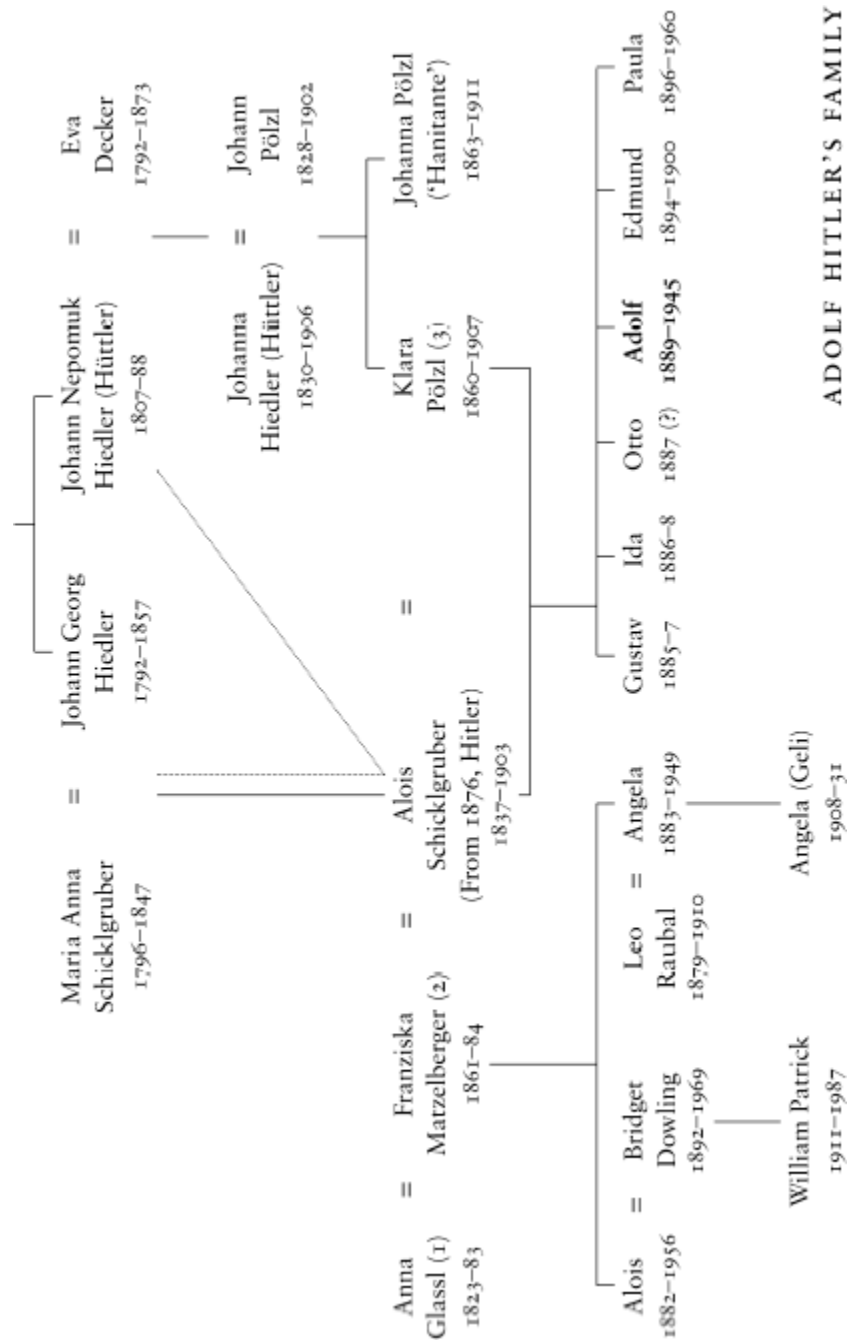 Maria Anna
Schicklgruber
1796–1847
=
Johann Georg
Hiedler
1792–1857
Johann Nepomuk
Hiedler (Hüttler)
1807–88
=
Eva
Decker
1792–1873
Johanna
Hiedler (Hüttler)
1830–1906
=
Johann
Pölzl
1828–1902
Anna
Glassl (1)
1823–83
=
Franziska
Matzelberger (2)
1861–84
=
Alois
Schicklgruber
(From 1876, Hitler)
1837–1903
=
Klara
Pölzl (3)
1860–1907
Johanna Pölzl
(‘Hanitante’)
1863–1911
Alois
1882–1956
=
Bridget
Dowling
1892–1969
Leo
Raubal
1879–1910
=
Angela
1883–1949
Gustav
1885–7
Ida
1886–8
Otto
1887 (?)
Adolf
1889–1945
Edmund
1894–1900
Paula
1896–1960
William Patrick
1911–1987
Angela (Geli)
1908–31
ADOLF HITLER'S FAMILY